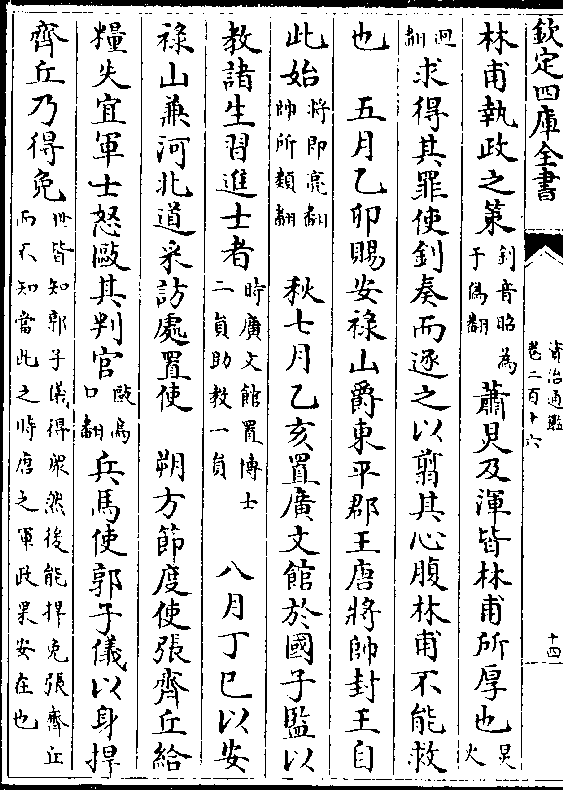 欽定四庫全書
資治通鑑
卷二百十六
十四
林甫執政之策釗音昭為于偽翻蕭炅及渾皆林甫所厚也炅火
迥翻求得其罪使釗奏而逐之以翦其心腹林甫不能救
也　五月乙卯賜安禄山爵東平郡王唐將帥封王自
此始將即亮翻帥所類翻　秋七月乙亥置廣文館於國子監以
教諸生習進士者時廣文館置博士二員助教一員　八月丁巳以安
禄山兼河北道采訪處置使　朔方節度使張齊丘給
糧失宜軍士怒毆其判官毆烏口翻兵馬使郭子儀以身捍
齊丘乃得免世皆知郭子儀得衆然後能捍免張齊丘而不知當此之時唐之軍政果安在也